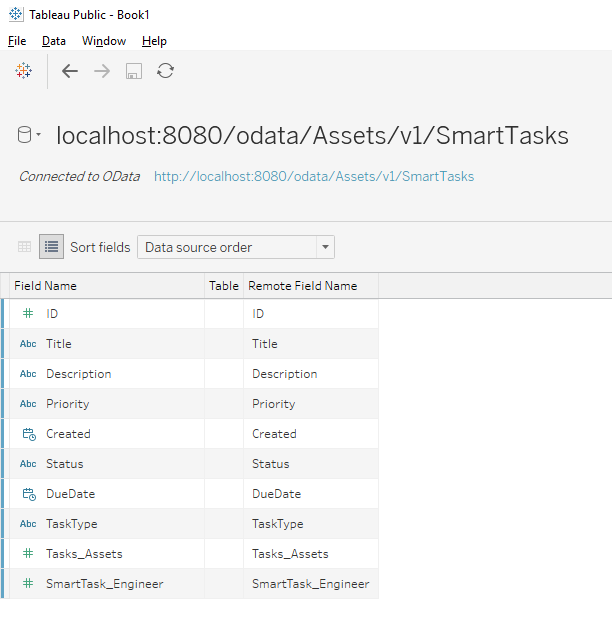 Tableau Public - Book1
File Data Window Help
localhost:8080/odata/Assets/v1/SmartTasks
Connected to OData http://localhost:8080/odata/Assets/v1/SmartTasks
Sort fields Data source order
Field Name Table Remote Field Name
# ID ID
Abc Title Title
Abc Description Description
Abc Priority Priority
Created Created
Abc Status Status
DueDate DueDate
Abc TaskType TaskType
# Tasks_Assets Tasks_Assets
# SmartTask_Engineer SmartTask_Engineer